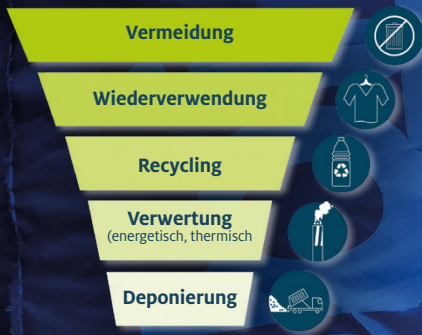 Vermeidung
Wiederverwendung
Recycling
Verwertung
(energetisch, thermisch
Deponierung